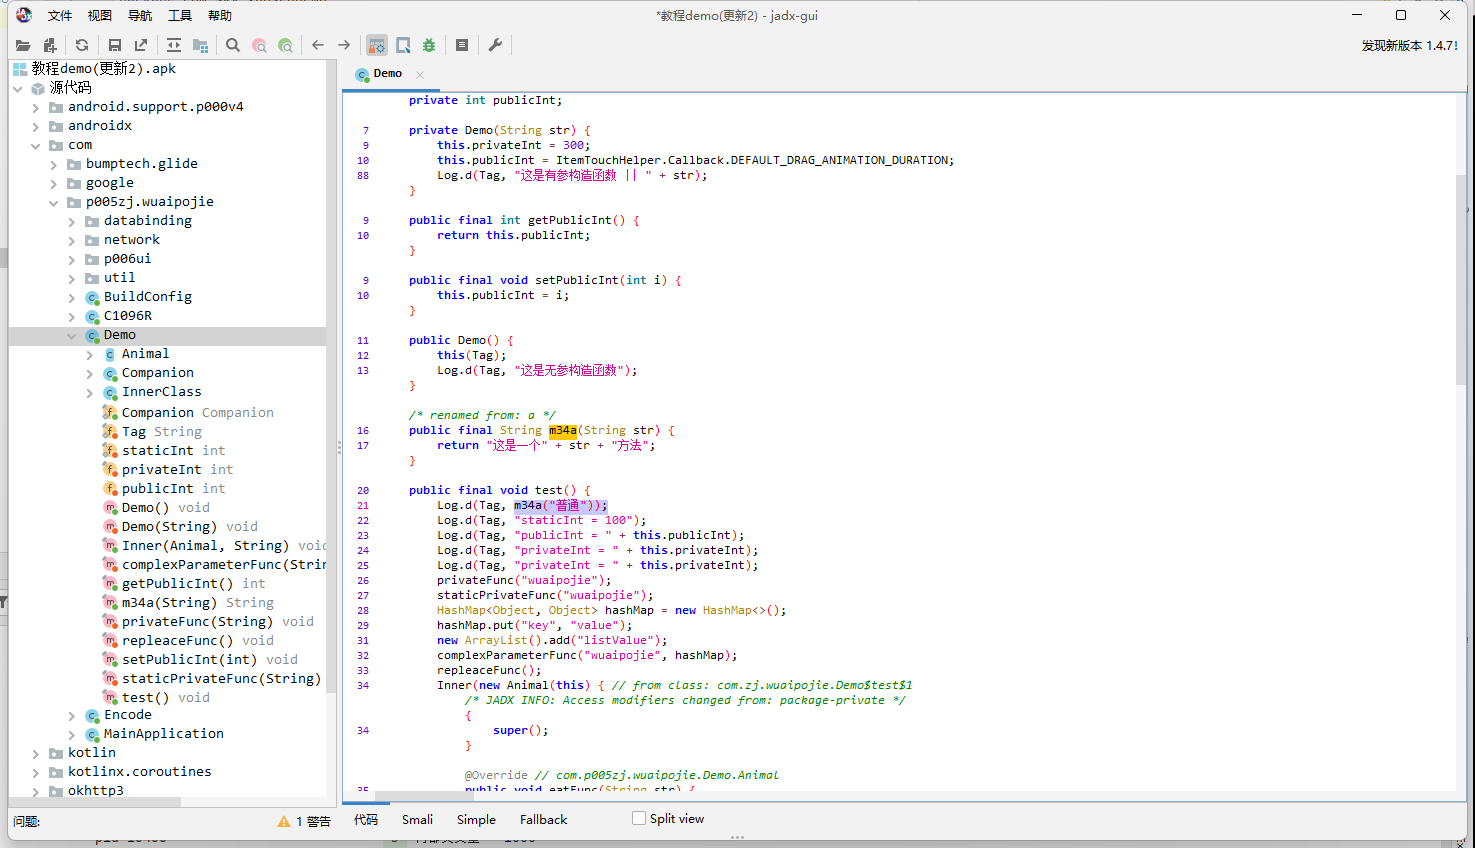 文件 视图 导航 工具 帮助
*教程demo(更新2) - jadx-gui
发现新版本 1.4.7!
教程demo(更新2).apk
源代码
android.support.p000v4
androidx
com
bumptech.glide
google
p005zj.wuaipojie
databinding
network
p006ui
util
BuildConfig
C1096R
Demo
Animal
Companion
InnerClass
Companion Companion
Tag String
staticInt int
privateInt int
publicInt int
Demo() void
Demo(String) void
Inner(Animal, String) void
complexParameterFunc(Strin
getPublicInt() int
m34a(String) String
privateFunc(String) void
repleaceFunc() void
setPublicInt(int) void
staticPrivateFunc(String)
test() void
Encode
MainApplication
kotlin
kotlinx.coroutines
okhttp3
问题:
1 警告
Demo
private int publicInt;
7 private Demo(String str) {
9 this.privateInt = 300;
10 this.publicInt = ItemTouchHelper.Callback.DEFAULT_DRAG_ANIMATION_DURATION;
88 Log.d(Tag, "这是有参构造函数 || " + str);
}
9 public final int getPublicInt() {
10 return this.publicInt;
}
9 public final void setPublicInt(int i) {
10 this.publicInt = i;
}
11 public Demo() {
12 this(Tag);
13 Log.d(Tag, "这是无参构造函数");
}
/* renamed from: a */
16 public final String m34a(String str) {
17 return "这是一个" + str + "方法";
}
20 public final void test() {
21 Log.d(Tag, m34a("普通"));
22 Log.d(Tag, "staticInt = 100");
23 Log.d(Tag, "publicInt = " + this.publicInt);
24 Log.d(Tag, "privateInt = " + this.privateInt);
25 Log.d(Tag, "privateInt = " + this.privateInt);
26 privateFunc("wuaipojie");
27 staticPrivateFunc("wuaipojie");
28 HashMap<Object, Object> hashMap = new HashMap<>();
29 hashMap.put("key", "value");
31 new ArrayList().add("listValue");
32 complexParameterFunc("wuaipojie", hashMap);
33 repleaceFunc();
34 Inner(new Animal(this) { // from class: com.zj.wuaipojie.Demo$test$1
/* JADX INFO: Access modifiers changed from: package-private */
{
34 super();
}
@Override // com.p005zj.wuaipojie.Demo.Animal
35 public void eatFunc(String str) {
代码 Smali Simple Fallback Split view